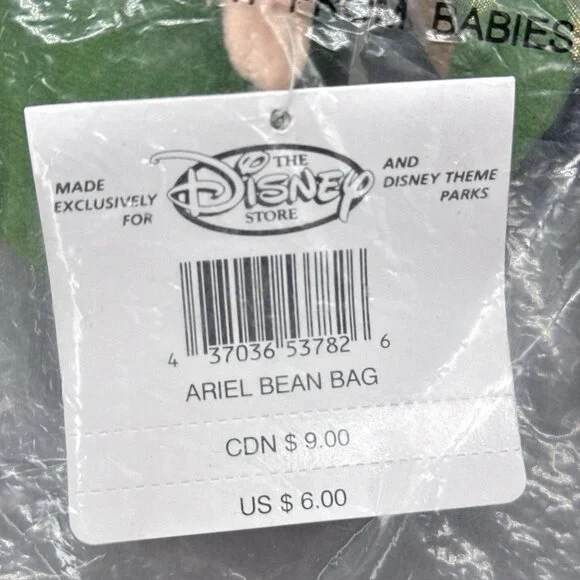 FROM BABIES
MADE
EXCLUSIVELY
FOR
THE
DISNEY
STORE
AND
DISNEY THEME
PARKS
4 37036 53782 6
ARIEL BEAN BAG
CDN $ 9.00
US $ 6.00